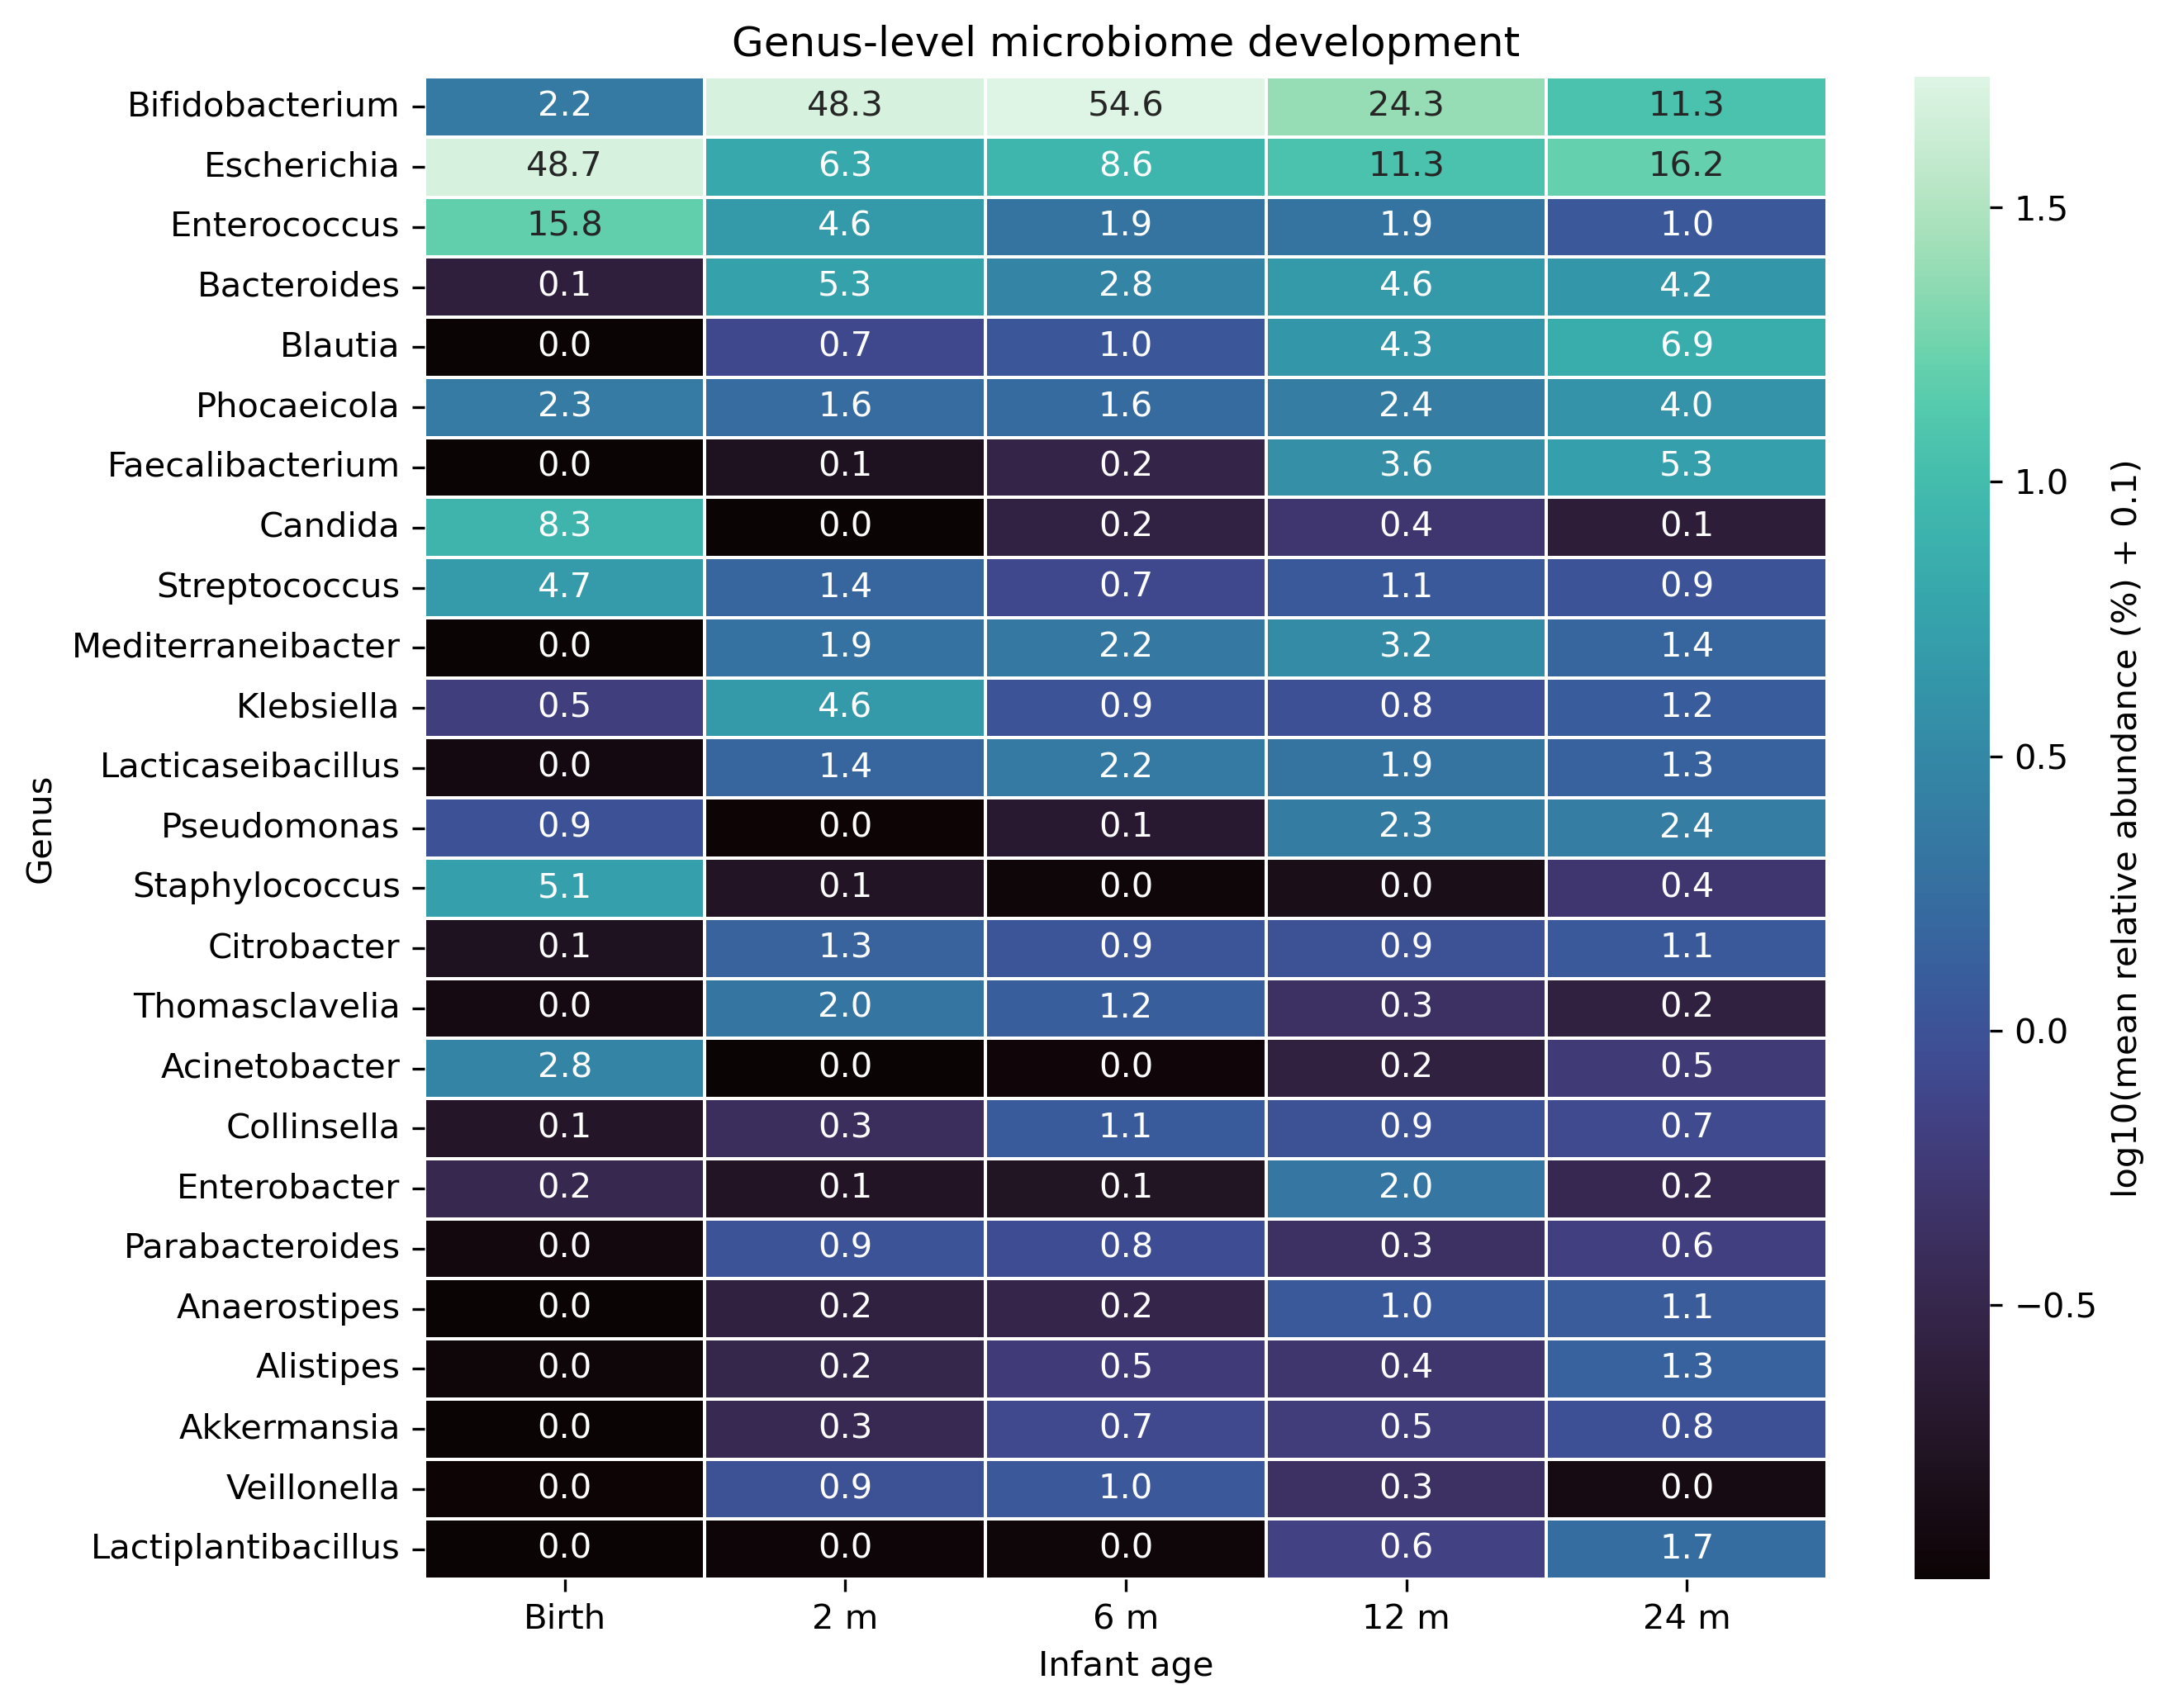 Genus-level microbiome development
Bifidobacterium 2.2 48.3 54.6 24.3 11.3
Escherichia 48.7 6.3 8.6 11.3 16.2
Enterococcus 15.8 4.6 1.9 1.9 1.0
Bacteroides 0.1 5.3 2.8 4.6 4.2
Blautia 0.0 0.7 1.0 4.3 6.9
Phocaeicola 2.3 1.6 1.6 2.4 4.0
Faecalibacterium 0.0 0.1 0.2 3.6 5.3
Candida 8.3 0.0 0.2 0.4 0.1
Streptococcus 4.7 1.4 0.7 1.1 0.9
Mediterraneibacter 0.0 1.9 2.2 3.2 1.4
Klebsiella 0.5 4.6 0.9 0.8 1.2
Lacticaseibacillus 0.0 1.4 2.2 1.9 1.3
Pseudomonas 0.9 0.0 0.1 2.3 2.4
Staphylococcus 5.1 0.1 0.0 0.0 0.4
Citrobacter 0.1 1.3 0.9 0.9 1.1
Thomasclavelia 0.0 2.0 1.2 0.3 0.2
Acinetobacter 2.8 0.0 0.0 0.2 0.5
Collinsella 0.1 0.3 1.1 0.9 0.7
Enterobacter 0.2 0.1 0.1 2.0 0.2
Parabacteroides 0.0 0.9 0.8 0.3 0.6
Anaerostipes 0.0 0.2 0.2 1.0 1.1
Alistipes 0.0 0.2 0.5 0.4 1.3
Akkermansia 0.0 0.3 0.7 0.5 0.8
Veillonella 0.0 0.9 1.0 0.3 0.0
Lactiplantibacillus 0.0 0.0 0.0 0.6 1.7
Birth 2 m 6 m 12 m 24 m
Infant age
Genus
1.5
1.0
0.5
0.0
−0.5
log10(mean relative abundance (%) + 0.1)